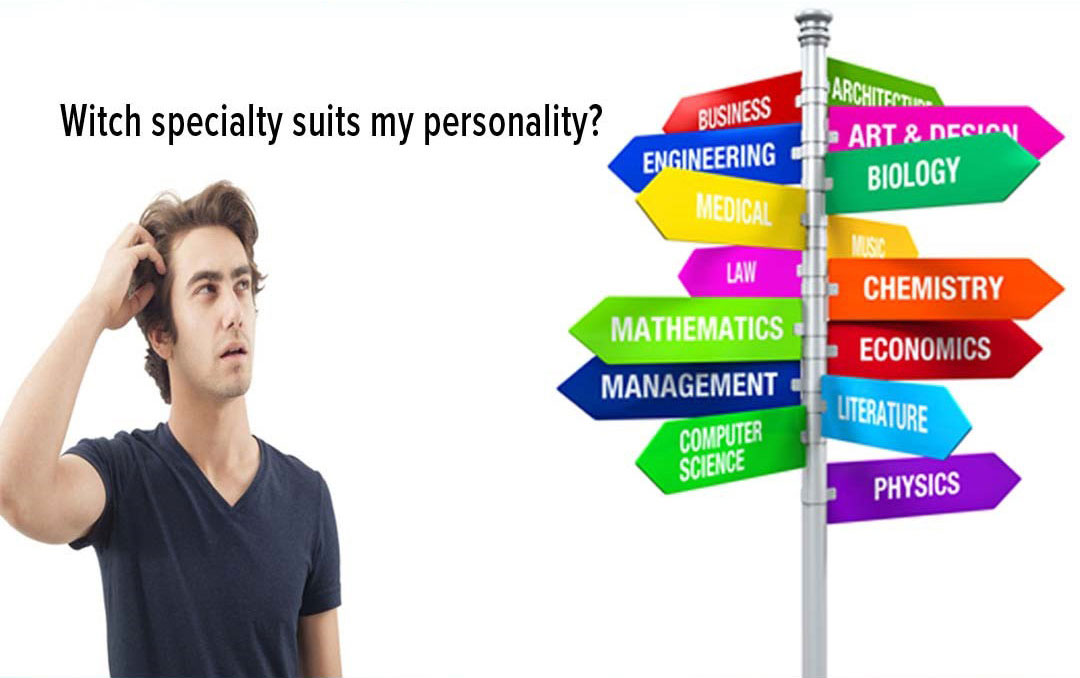 Witch specialty suits my personality?
BUSINESS
ENGINEERING
MEDICAL
LAW
MATHEMATICS
MANAGEMENT
COMPUTER
SCIENCE
ARCHITECTURE
ART & DESIGN
BIOLOGY
MUSIC
CHEMISTRY
ECONOMICS
LITERATURE
PHYSICS